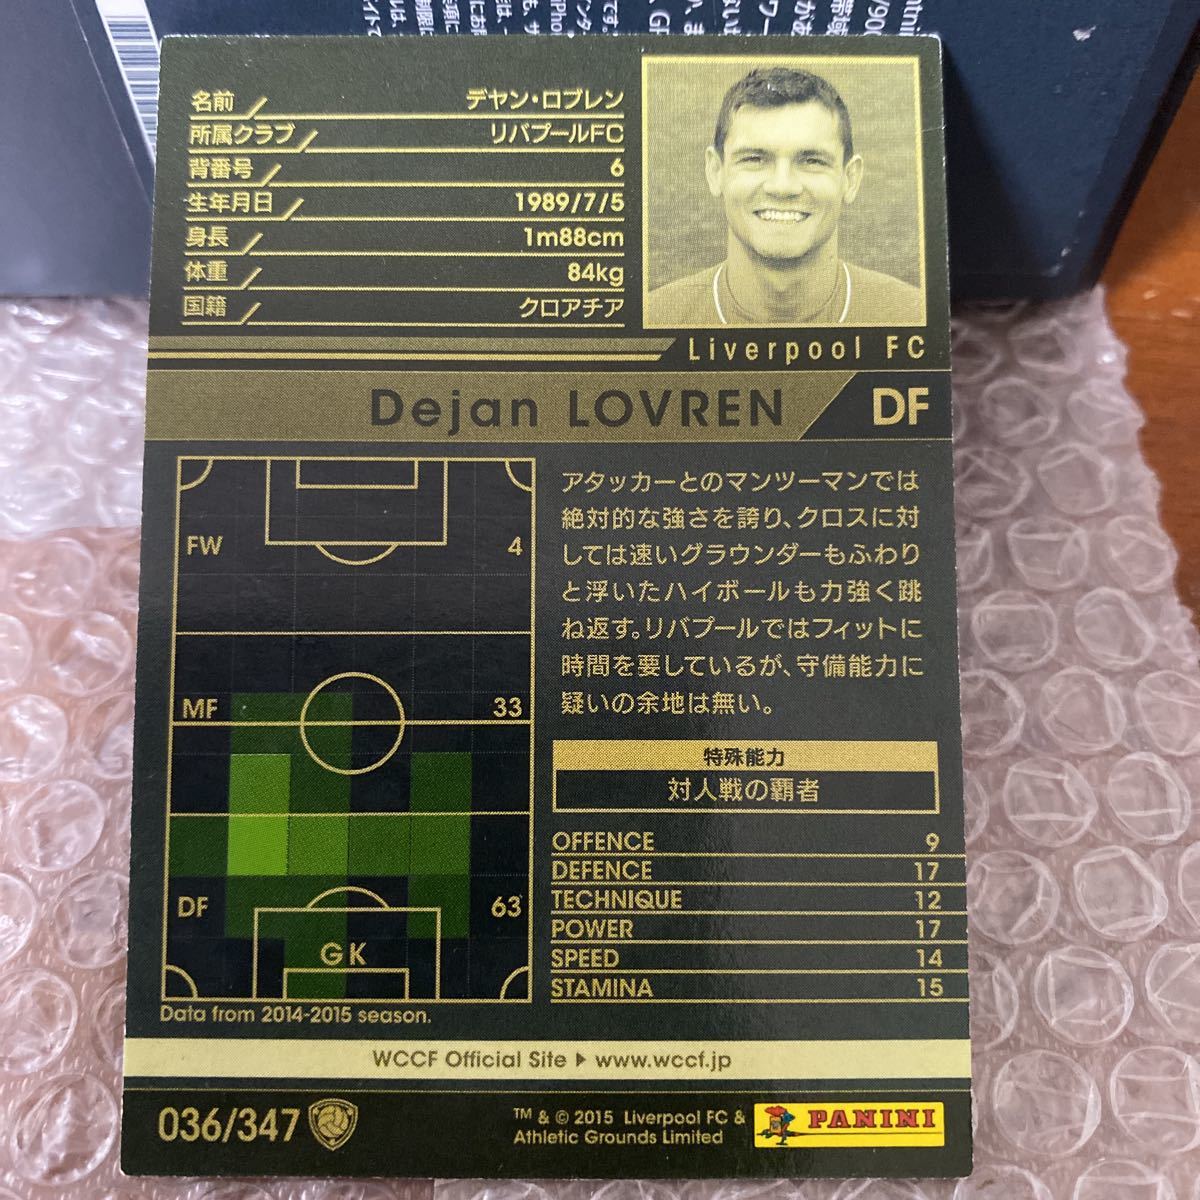 名前 デヤン・ロブレン
所属クラブ リバプールFC
背番号 6
生年月日 1989/7/5
身長 1m88cm
体重 84kg
国籍 クロアチア
Liverpool FC
Dejan LOVREN DF
FW 4
MF 33
DF 63
GK
Data from 2014-2015 season.
アタッカーとのマンツーマンでは
絶対的な強さを誇り、クロスに対
しては速いグラウンダーもふわり
と浮いたハイボールも力強く跳
ね返す。リバプールではフィットに
時間を要しているが、守備能力に
疑いの余地は無い。
特殊能力
対人戦の覇者
OFFENCE 9
DEFENCE 17
TECHNIQUE 12
POWER 17
SPEED 14
STAMINA 15
WCCF Official Site ▶ www.wccf.jp
036/347
™ & © 2015 Liverpool FC &
Athletic Grounds Limited
PANINI